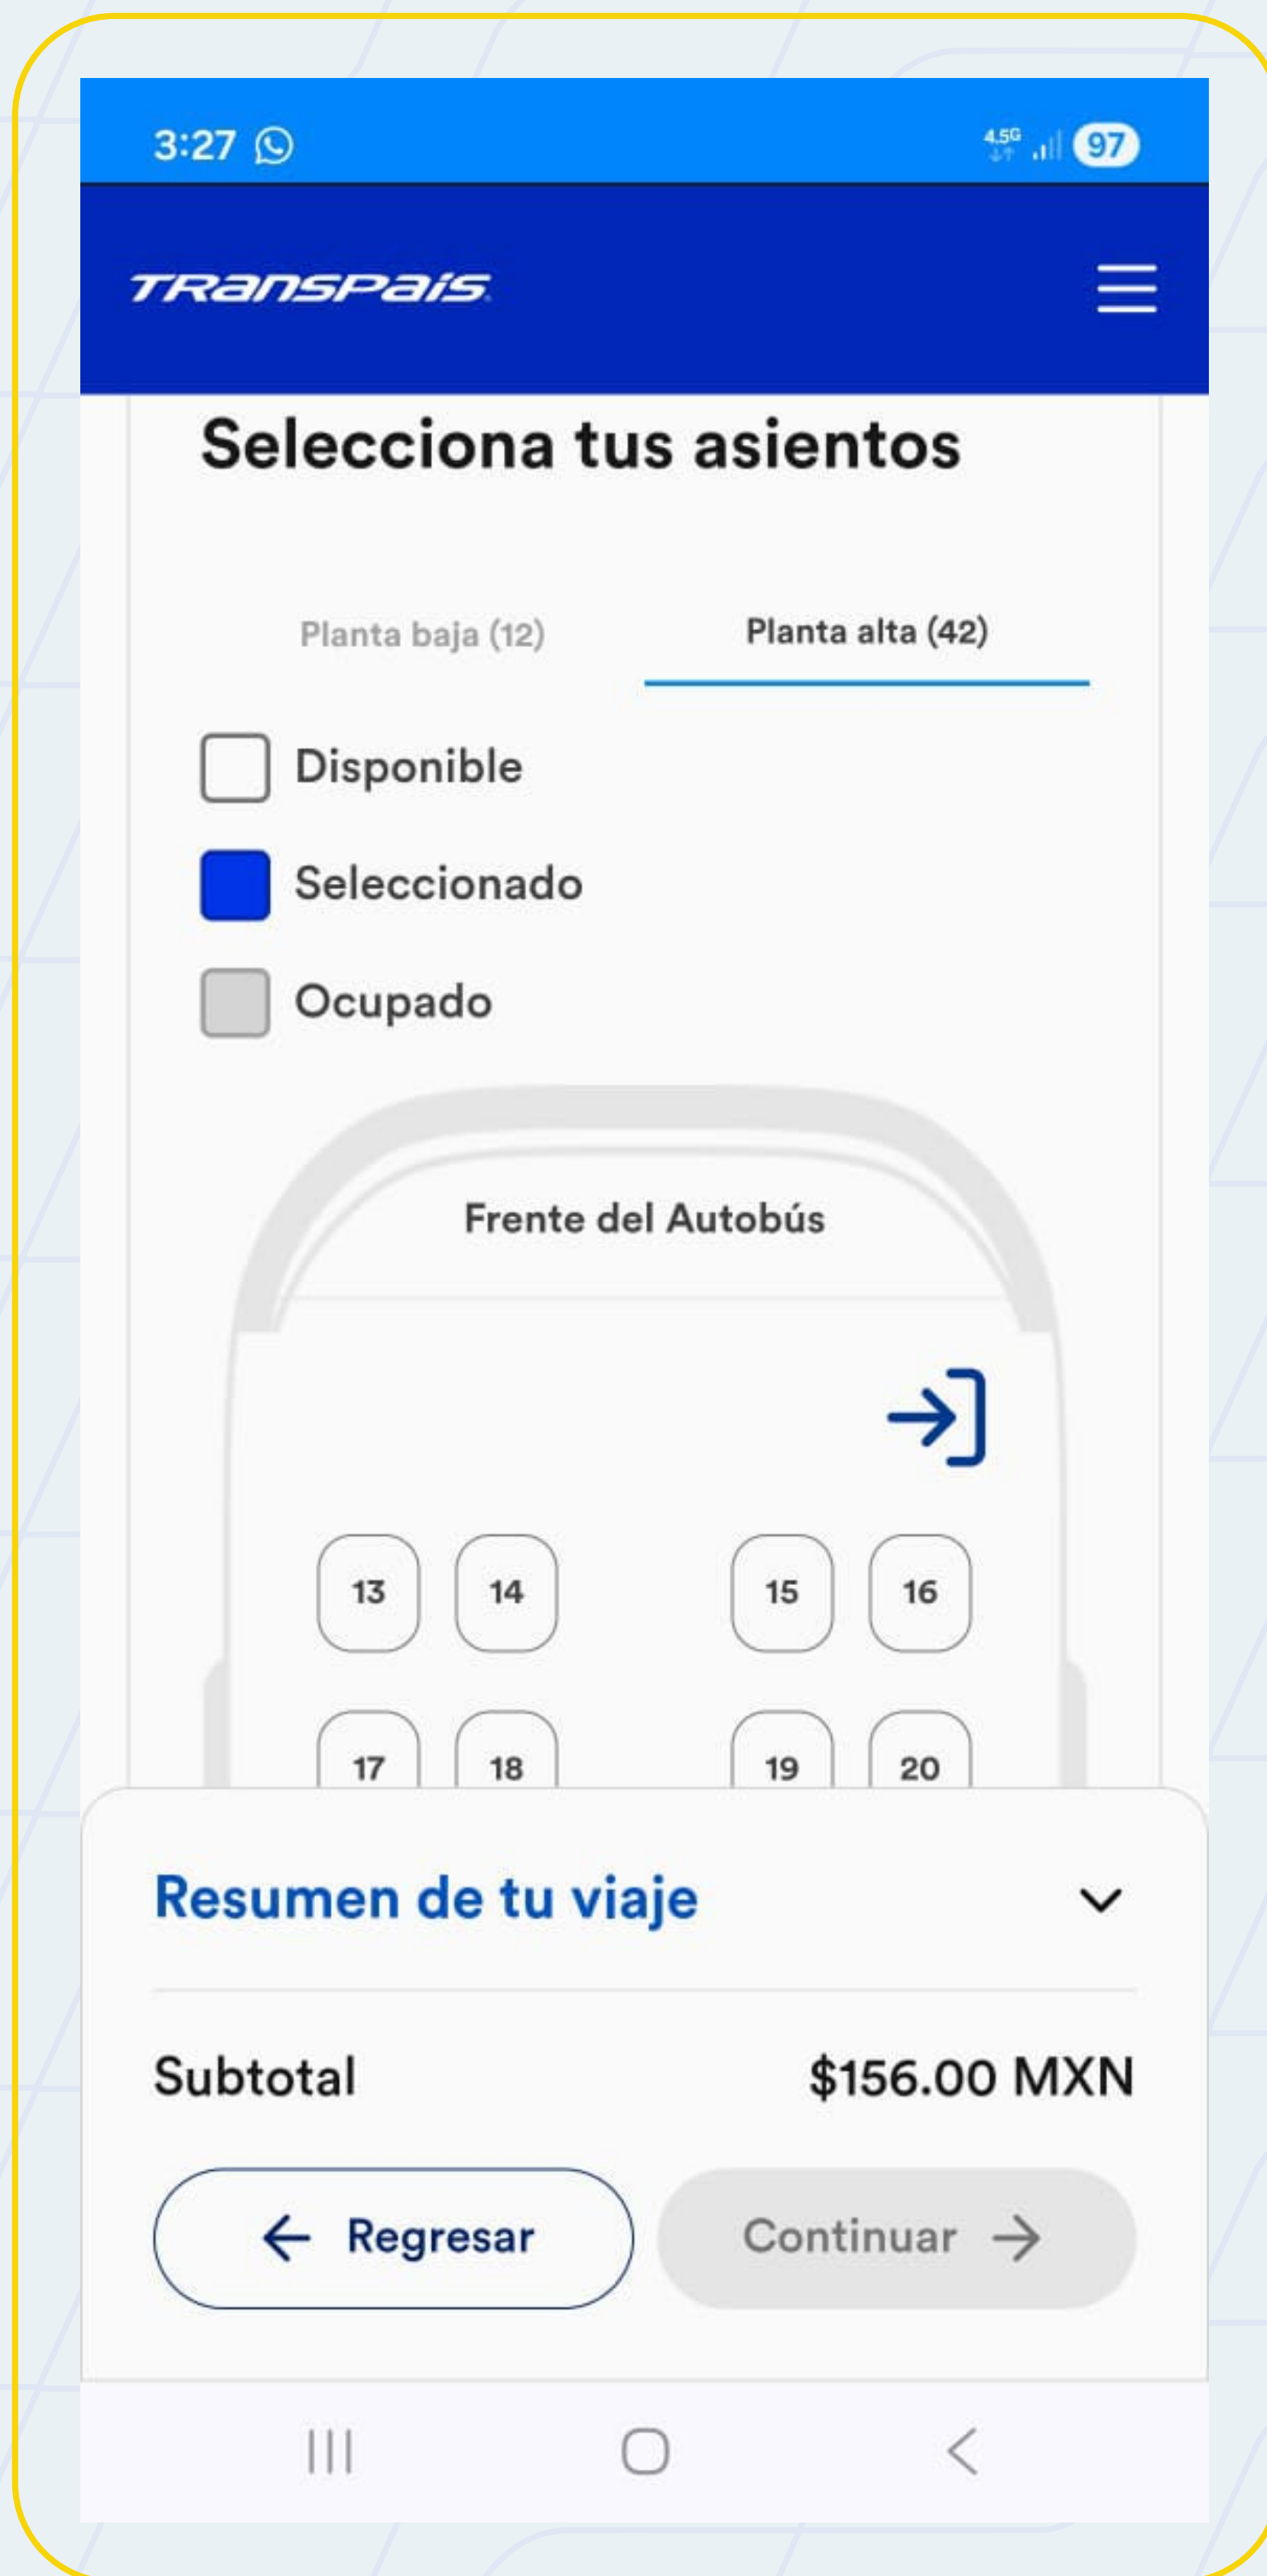 3:27
4.5G
97
TRANSPAÍS
Selecciona tus asientos
Planta baja (12) Planta alta (42)
Disponible
Seleccionado
Ocupado
Frente del Autobús
13 14 15 16
17 18 19 20
Resumen de tu viaje
Subtotal $156.00 MXN
Regresar Continuar